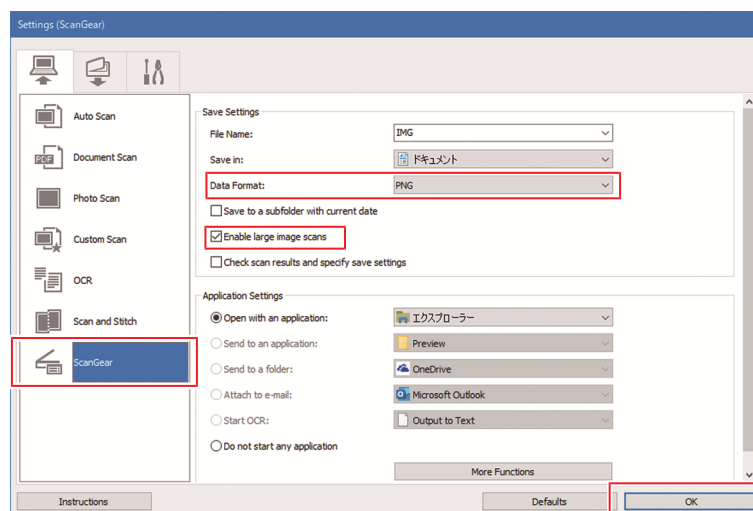 Settings (ScanGear)
Auto Scan
PDF
Document Scan
Photo Scan
Custom Scan
OCR
Scan and Stitch
ScanGear
Save Settings
File Name: IMG
Save in: ドキュメント
Data Format: PNG
Save to a subfolder with current date
Enable large image scans
Check scan results and specify save settings
Application Settings
Open with an application: エクスプローラー
Send to an application: Preview
Send to a folder: OneDrive
Attach to e-mail: Microsoft Outlook
Start OCR: Output to Text
Do not start any application
More Functions
Instructions
Defaults
OK